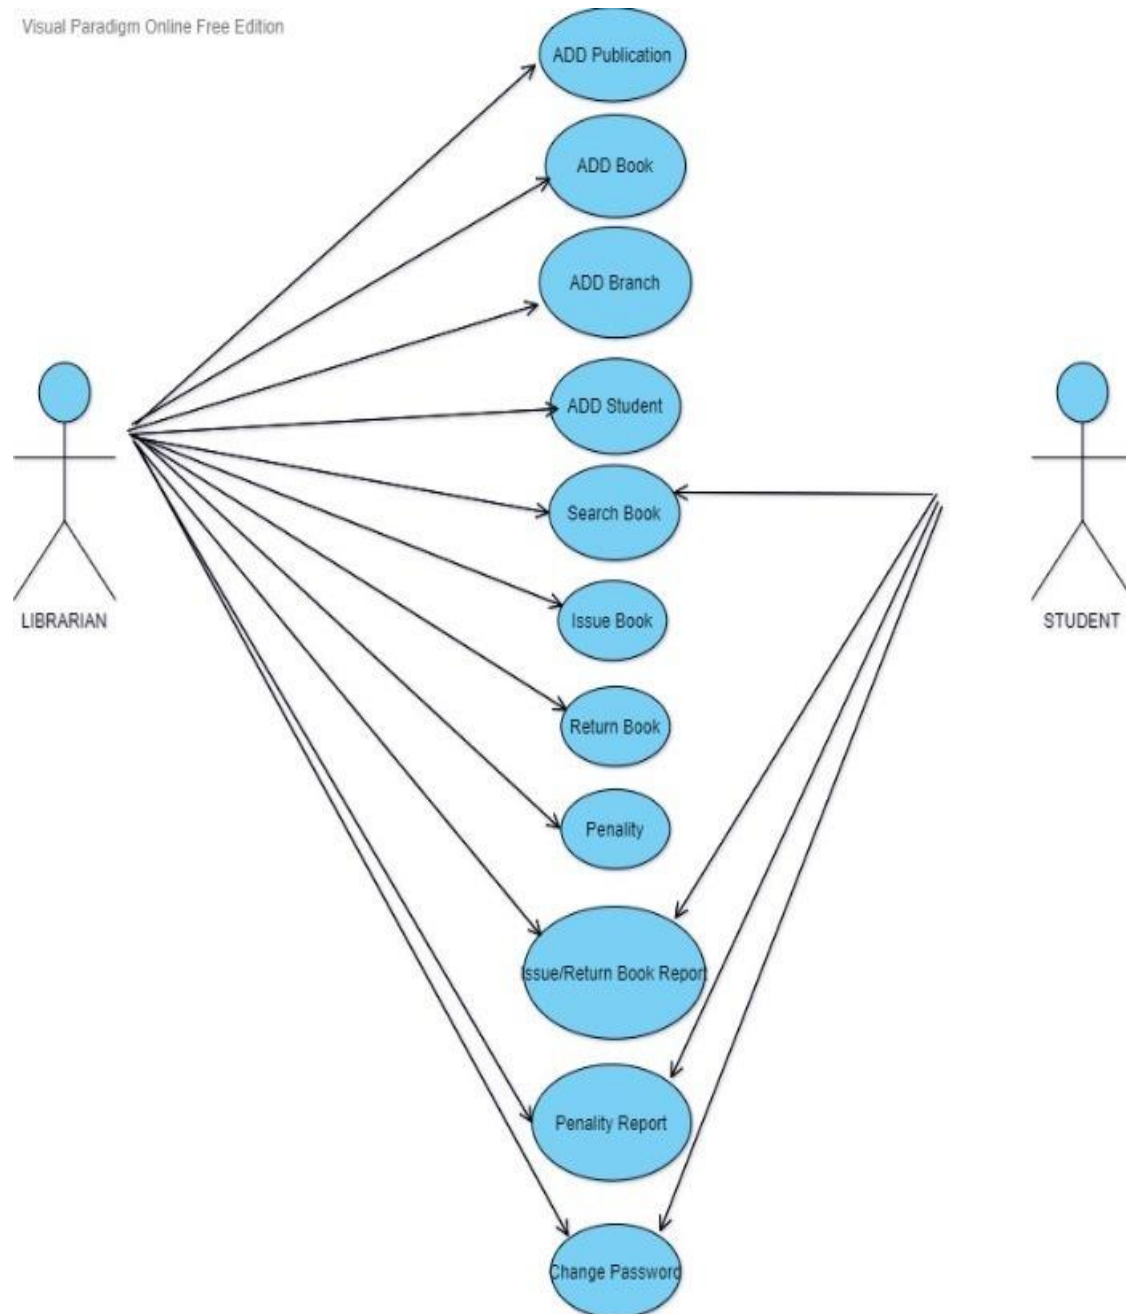 Visual Paradigm Online Free Edition
ADD Publication
ADD Book
ADD Branch
ADD Student
Search Book
Issue Book
LIBRARIAN
STUDENT
Return Book
Penality
Issue/Return Book Report
Penality Report
Change Password